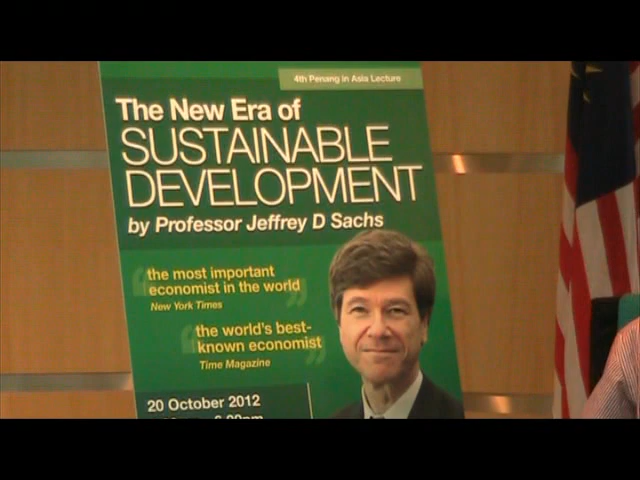 4th Penang in Asia Lecture
The New Era of
SUSTAINABLE
DEVELOPMENT
by Professor Jeffrey D Sachs
"the most important
economist in the world"
New York Times
"the world's best-
known economist"
Time Magazine
20 October 2012